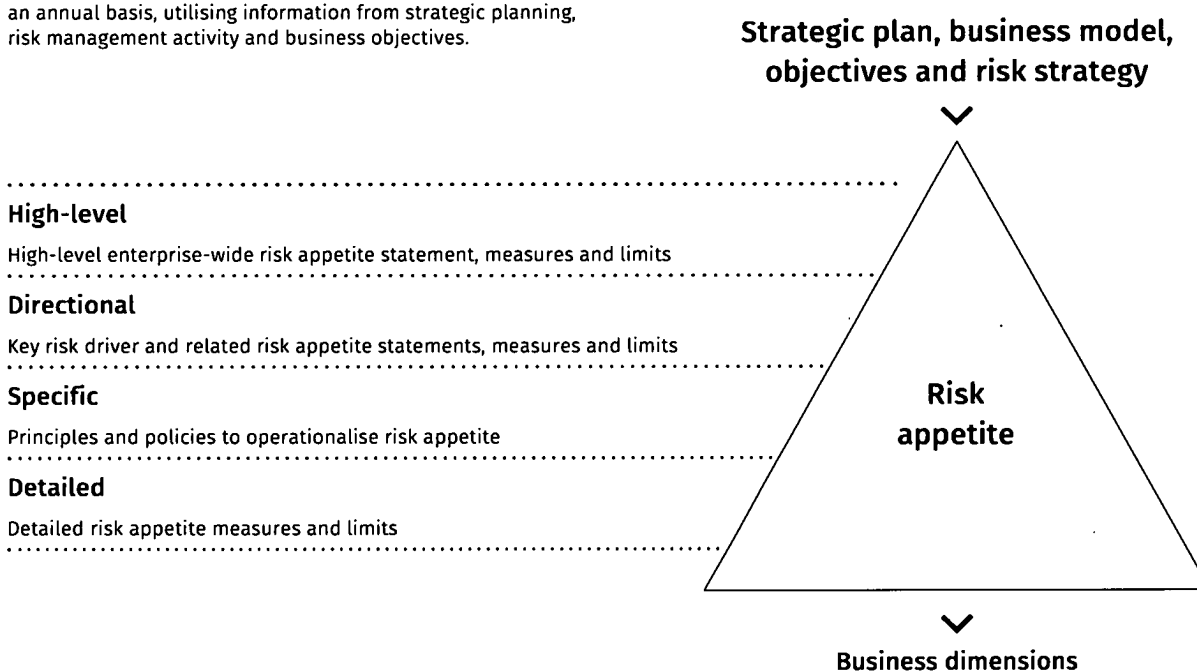 an annual basis, utilising information from strategic planning,
risk management activity and business objectives.
Strategic plan, business model,
objectives and risk strategy
High-level
High-level enterprise-wide risk appetite statement, measures and limits
Directional
Key risk driver and related risk appetite statements, measures and limits
Specific
Principles and policies to operationalise risk appetite
Detailed
Detailed risk appetite measures and limits
Risk
appetite
Business dimensions